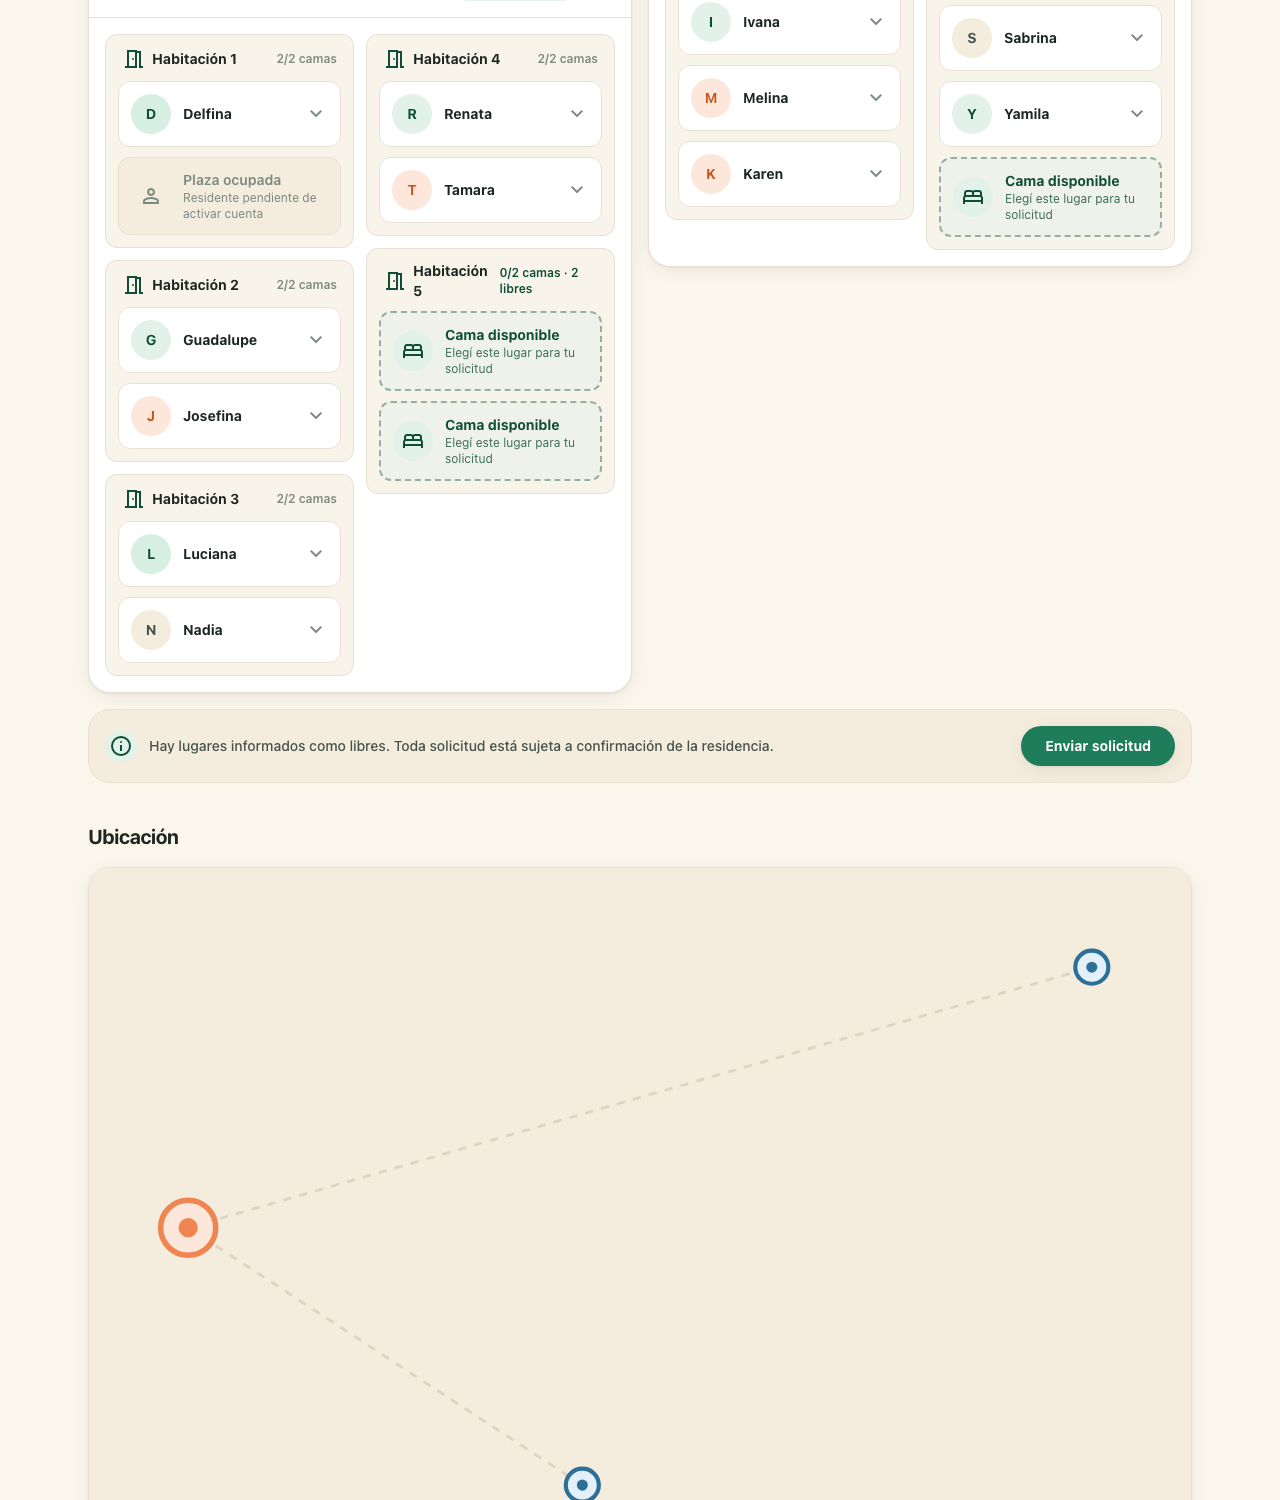 Habitación 1
2/2 camas
D
Delfina
Plaza ocupada
Residente pendiente de
activar cuenta
Habitación 2
2/2 camas
G
Guadalupe
J
Josefina
Habitación 3
2/2 camas
L
Luciana
N
Nadia
Habitación 4
2/2 camas
R
Renata
T
Tamara
Habitación
5
0/2 camas · 2
libres
Cama disponible
Elegí este lugar para tu
solicitud
Cama disponible
Elegí este lugar para tu
solicitud
I
Ivana
M
Melina
K
Karen
S
Sabrina
Y
Yamila
Cama disponible
Elegí este lugar para tu
solicitud
Hay lugares informados como libres. Toda solicitud está sujeta a confirmación de la residencia.
Enviar solicitud
Ubicación